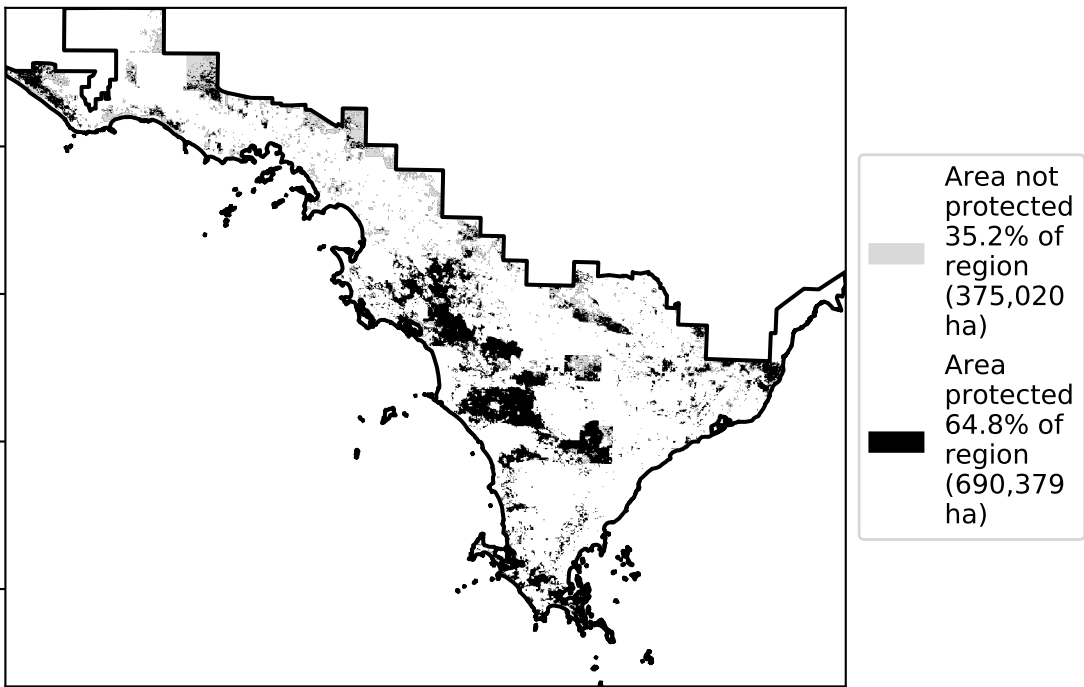 Area not
protected
35.2% of
region
(375,020
ha)
Area
protected
64.8% of
region
(690,379
ha)